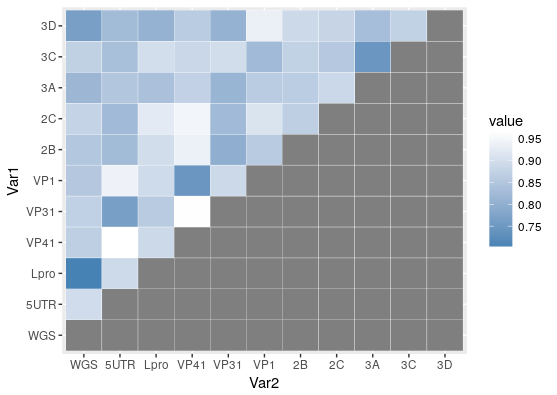 3D
3C
3A
2C
2B
VP1
VP31
VP41
Lpro
5UTR
WGS
Var1
WGS 5UTR Lpro VP41 VP31 VP1 2B 2C 3A 3C 3D
Var2
value
0.95
0.90
0.85
0.80
0.75